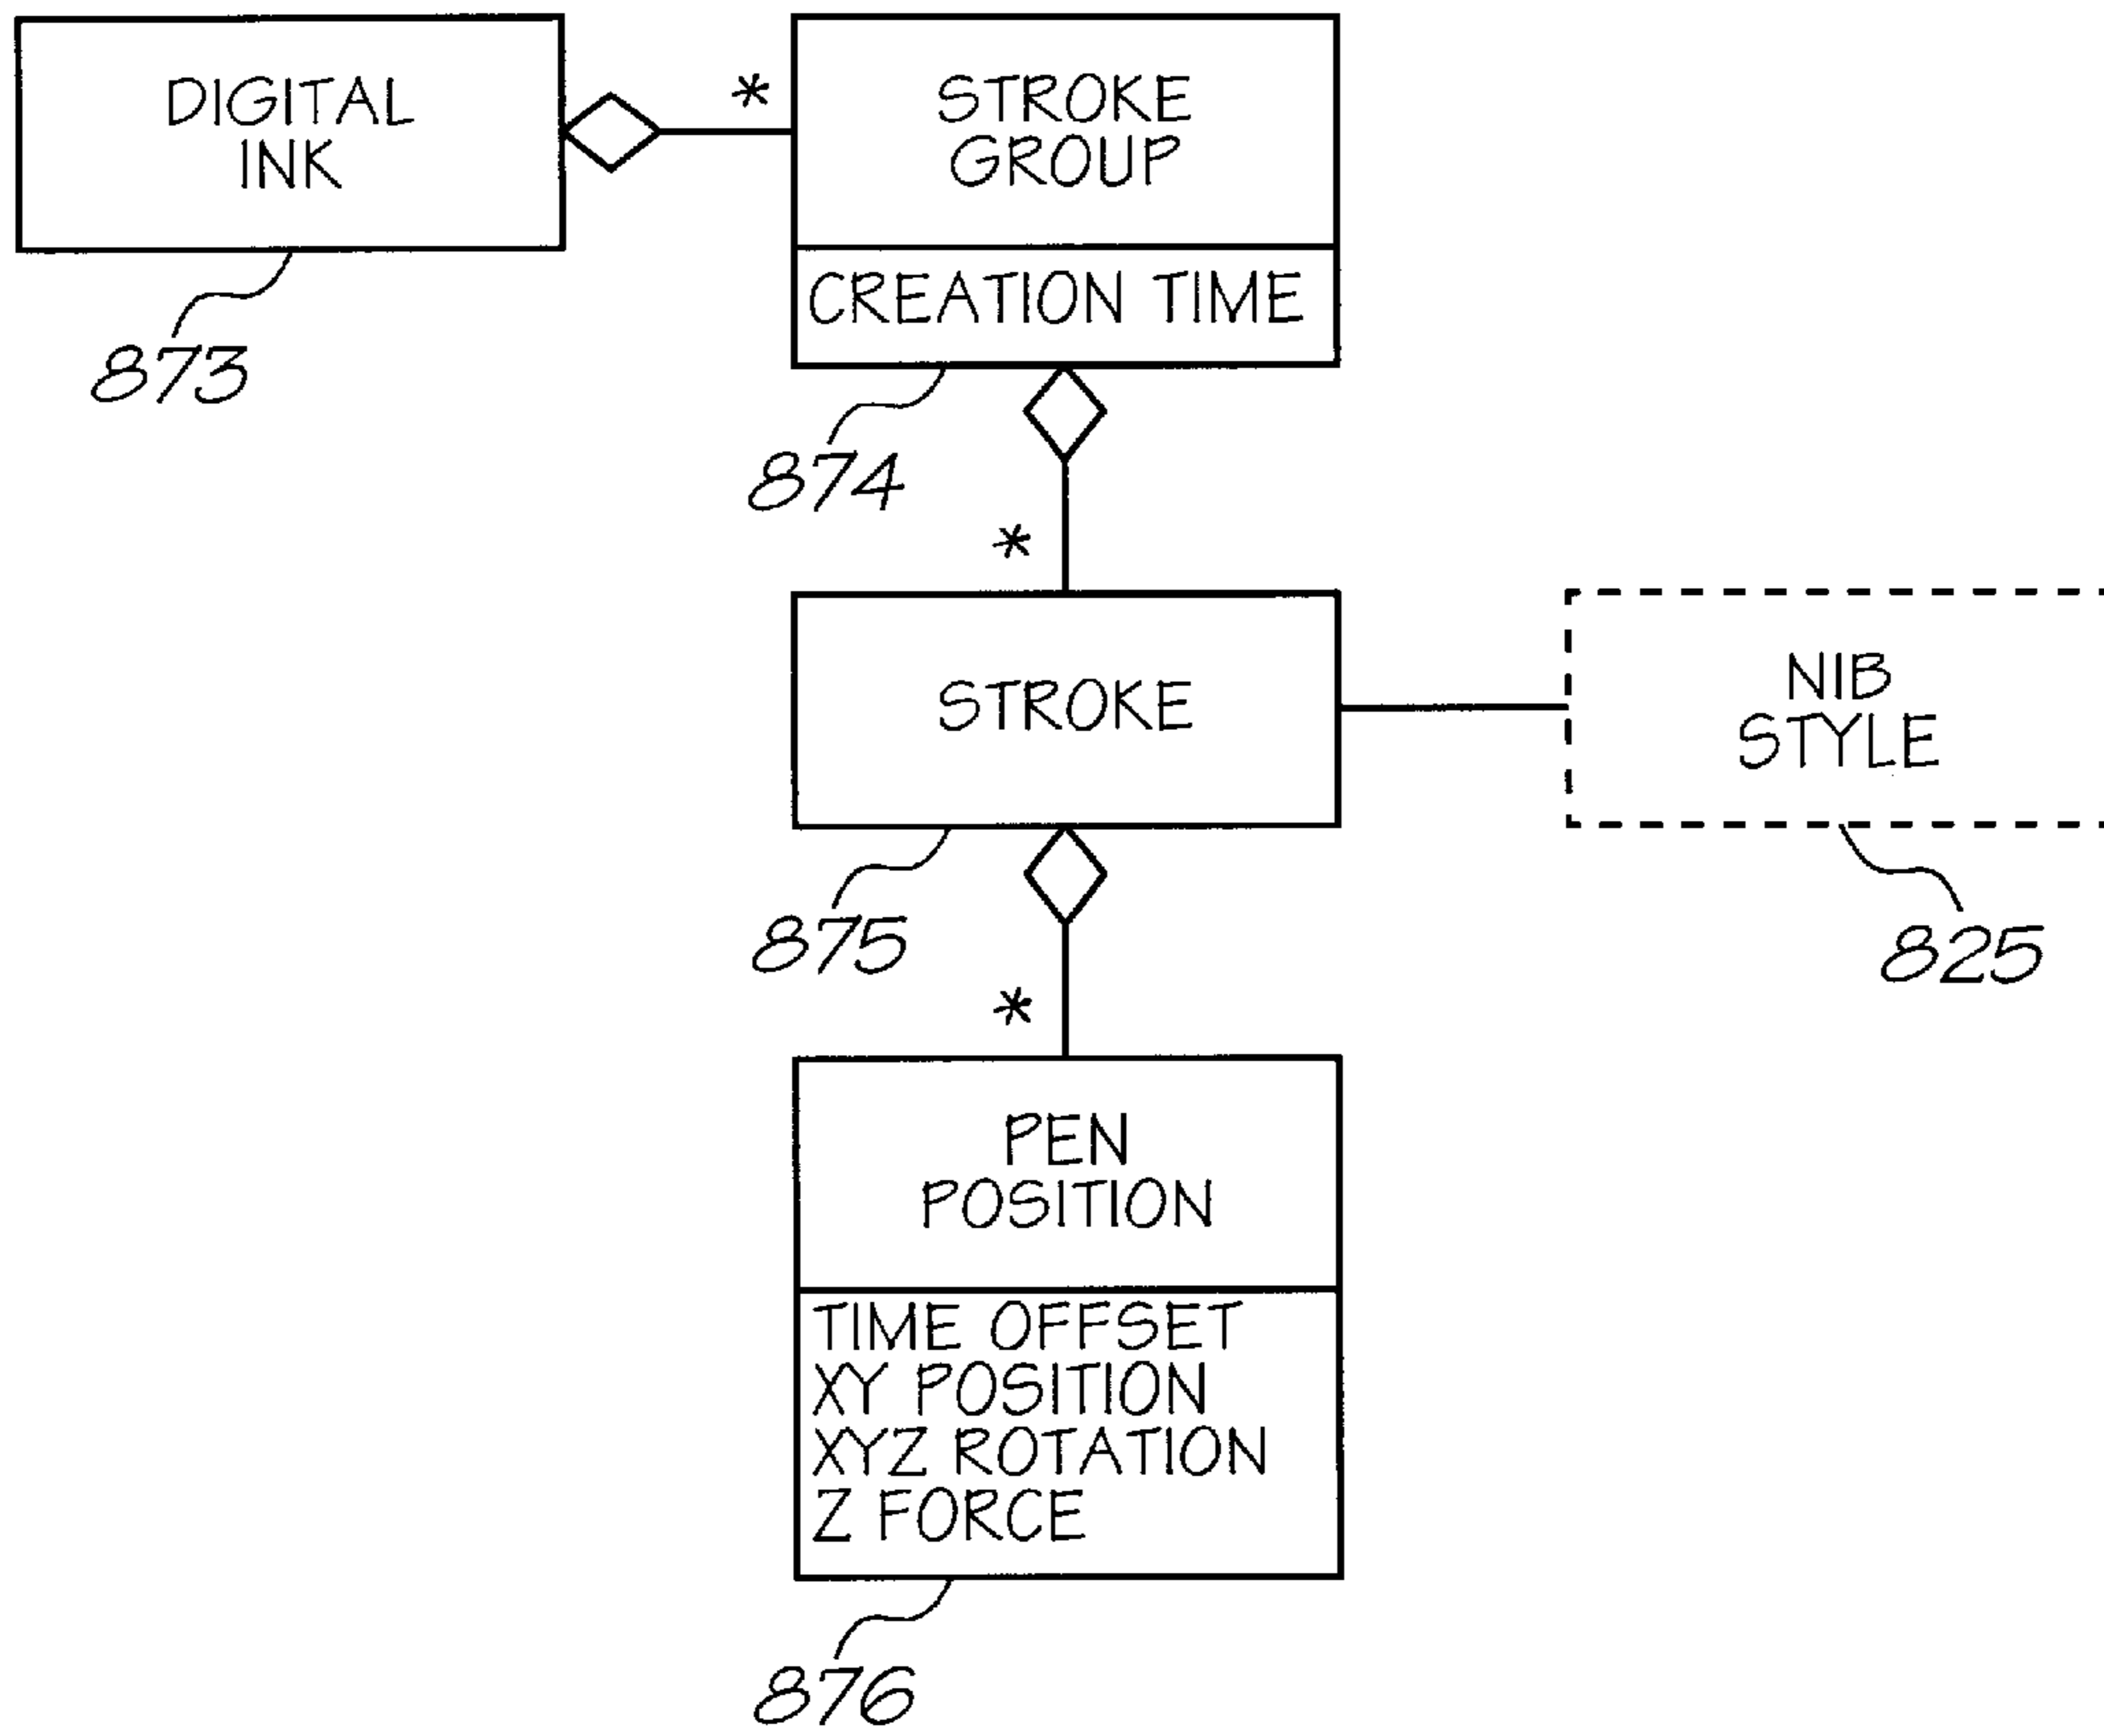 DIGITAL
INK
*
STROKE
GROUP
CREATION TIME
873
874
*
STROKE
NIB
STYLE
875
825
*
PEN
POSITION
TIME OFFSET
XY POSITION
XYZ ROTATION
Z FORCE
876